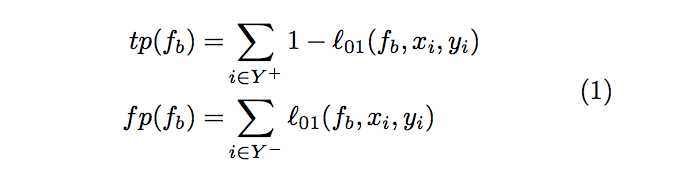 tp(f_b) = ∑_{i∈Y^+} 1 − ℓ_{01}(f_b, x_i, y_i)
fp(f_b) = ∑_{i∈Y^−} ℓ_{01}(f_b, x_i, y_i)
(1)